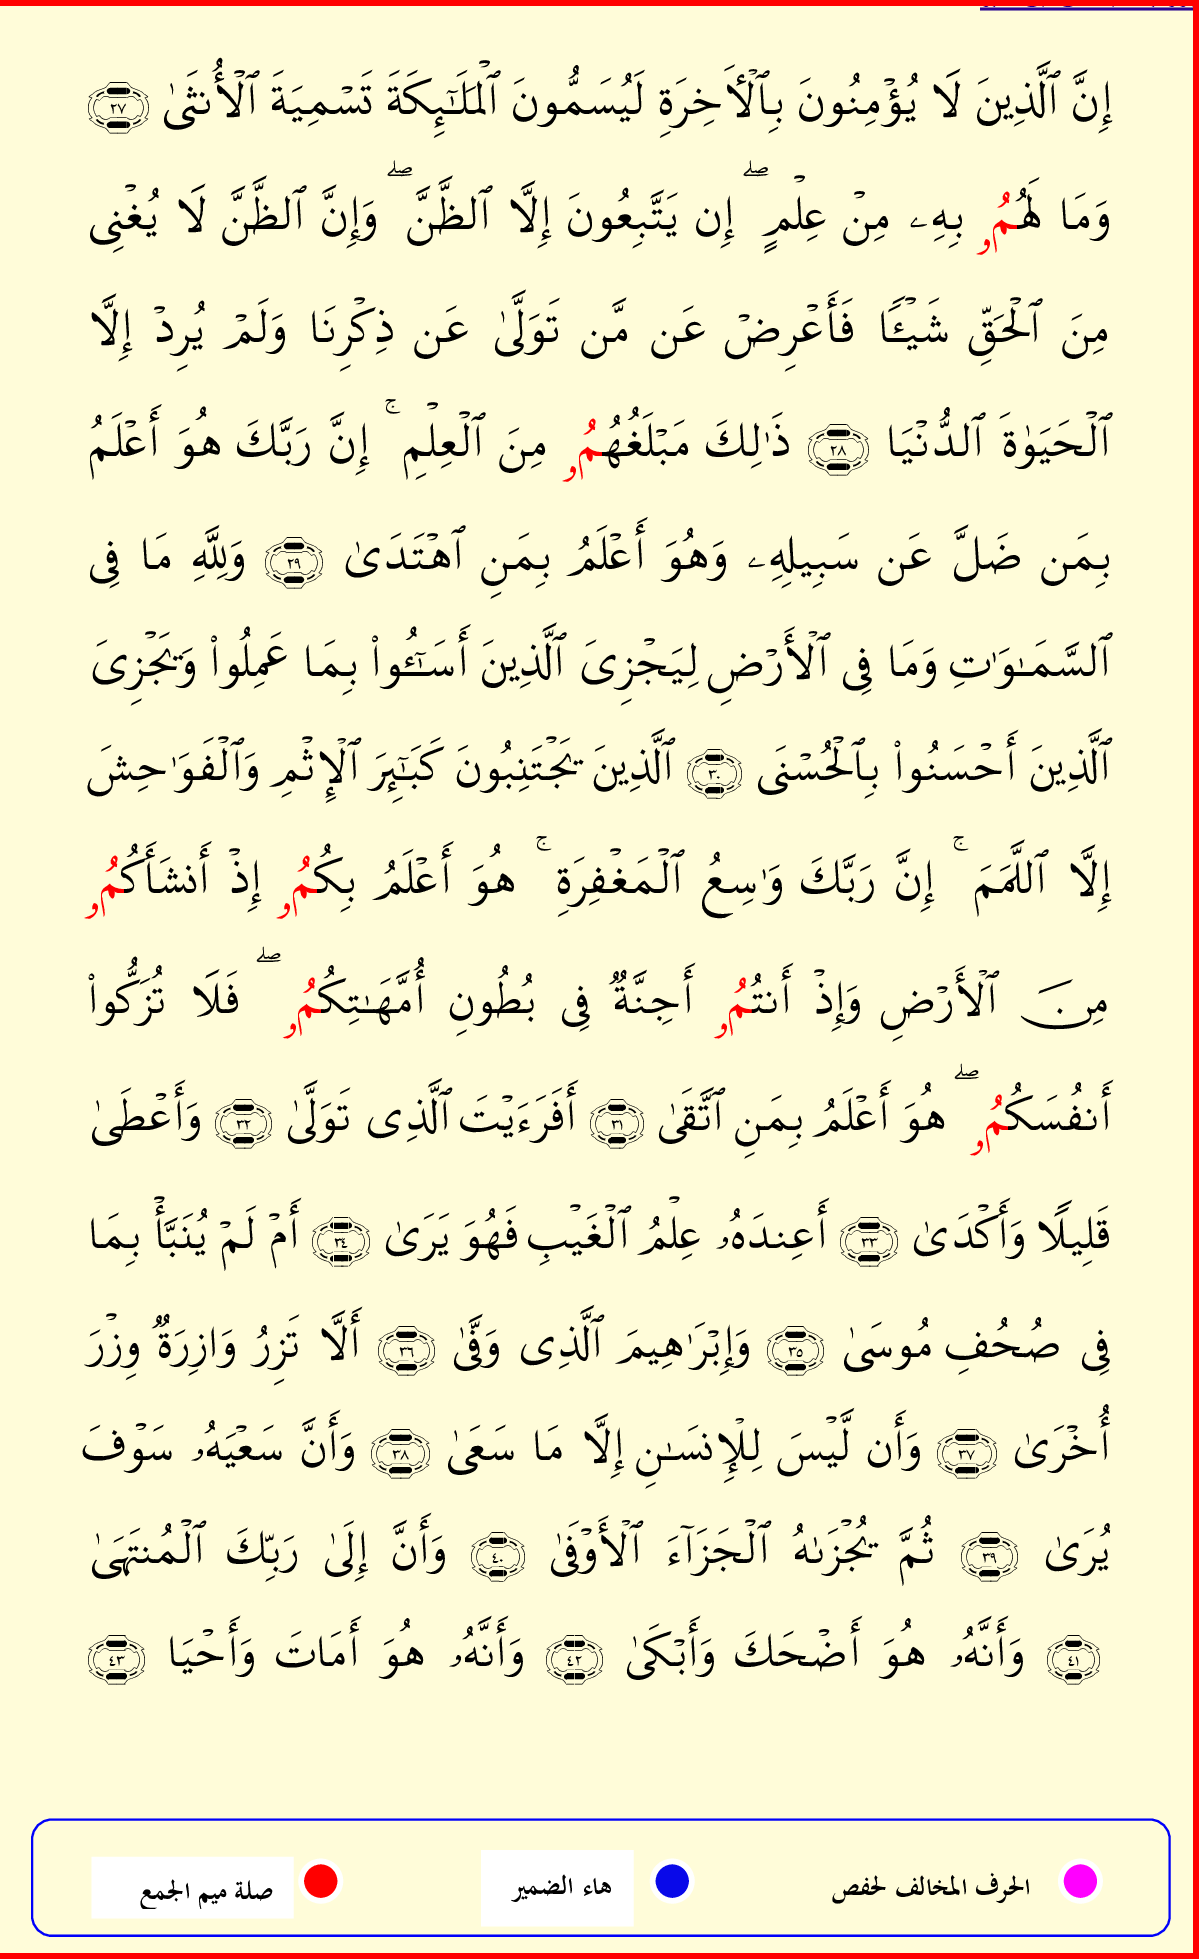 إِنَّ ٱلَّذِينَ لَا يُؤْمِنُونَ بِٱلْأَخِرَةِ لَيُسَمُّونَ ٱلْمَلَـٰٓئِكَةَ تَسْمِيَةَ ٱلْأُنثَىٰ ٢٧
وَمَا لَهُمُۥ بِهِۦ مِنْ عِلْمٍ ۖ إِن يَتَّبِعُونَ إِلَّا ٱلظَّنَّ ۖ وَإِنَّ ٱلظَّنَّ لَا يُغْنِى
مِنَ ٱلْحَقِّ شَيْـًٔا فَأَعْرِضْ عَن مَّن تَوَلَّىٰ عَن ذِكْرِنَا وَلَمْ يُرِدْ إِلَّا
ٱلْحَيَوٰةَ ٱلدُّنْيَا ٢٨ ذَٰلِكَ مَبْلَغُهُمُۥ مِنَ ٱلْعِلْمِ ۚ إِنَّ رَبَّكَ هُوَ أَعْلَمُ
بِمَن ضَلَّ عَن سَبِيلِهِۦ وَهُوَ أَعْلَمُ بِمَنِ ٱهْتَدَىٰ ٢٩ وَلِلَّهِ مَا فِى
ٱلسَّمَـٰوَٰتِ وَمَا فِى ٱلْأَرْضِ لِيَجْزِىَ ٱلَّذِينَ أَسَـٰٓـُٔوا۟ بِمَا عَمِلُوا۟ وَيَجْزِىَ
ٱلَّذِينَ أَحْسَنُوا۟ بِٱلْحُسْنَى ٣٠ ٱلَّذِينَ يَجْتَنِبُونَ كَبَـٰٓئِرَ ٱلْإِثْمِ وَٱلْفَوَٰحِشَ
إِلَّا ٱللَّمَمَ ۚ إِنَّ رَبَّكَ وَٰسِعُ ٱلْمَغْفِرَةِ ۚ هُوَ أَعْلَمُ بِكُمُۥ إِذْ أَنشَأَكُمُۥ
مِنَ ٱلْأَرْضِ وَإِذْ أَنتُمُۥ أَجِنَّةٌ فِى بُطُونِ أُمَّهَـٰتِكُمُۥ ۖ فَلَا تُزَكُّوا۟
أَنفُسَكُمُۥ ۖ هُوَ أَعْلَمُ بِمَنِ ٱتَّقَىٰ ٣١ أَفَرَءَيْتَ ٱلَّذِى تَوَلَّىٰ ٣٢ وَأَعْطَىٰ
قَلِيلًا وَأَكْدَىٰ ٣٣ أَعِندَهُۥ عِلْمُ ٱلْغَيْبِ فَهُوَ يَرَىٰ ٣٤ أَمْ لَمْ يُنَبَّأْ بِمَا
فِى صُحُفِ مُوسَىٰ ٣٥ وَإِبْرَٰهِيمَ ٱلَّذِى وَفَّىٰ ٣٦ أَلَّا تَزِرُ وَازِرَةٌ وِزْرَ
أُخْرَىٰ ٣٧ وَأَن لَّيْسَ لِلْإِنسَـٰنِ إِلَّا مَا سَعَىٰ ٣٨ وَأَنَّ سَعْيَهُۥ سَوْفَ
يُرَىٰ ٣٩ ثُمَّ يُجْزَىٰهُ ٱلْجَزَآءَ ٱلْأَوْفَىٰ ٤٠ وَأَنَّ إِلَىٰ رَبِّكَ ٱلْمُنتَهَىٰ
٤١ وَأَنَّهُۥ هُوَ أَضْحَكَ وَأَبْكَىٰ ٤٢ وَأَنَّهُۥ هُوَ أَمَاتَ وَأَحْيَا ٤٣
الحرف المخالف لحفص هاء الضمير صلة ميم الجمع